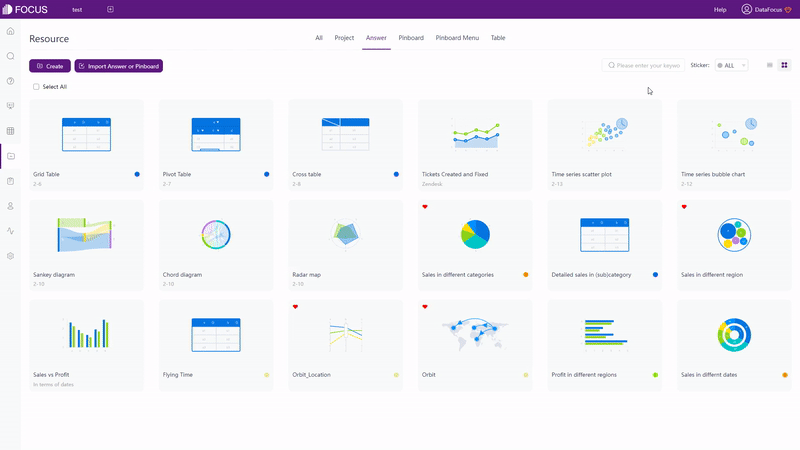 FOCUS test Help DataFocus
Resource All Project Answer Pinboard Pinboard Menu Table
Create Import Answer or Pinboard Please enter your keywo Sticker: ALL
Select All
Grid Table Pivot Table Cross table Tickets Created and Fixed Time series scatter plot Time series bubble chart
2-6 2-7 2-8 Zendesk 2-13 2-12
Sankey diagram Chord diagram Radar map Sales in different categories Detailed sales in (sub)category Sales in different region
2-10 2-10 2-10
Sales vs Profit Flying Time Orbit_Location Orbit Profit in different regions Sales in differnt dates
In terms of dates